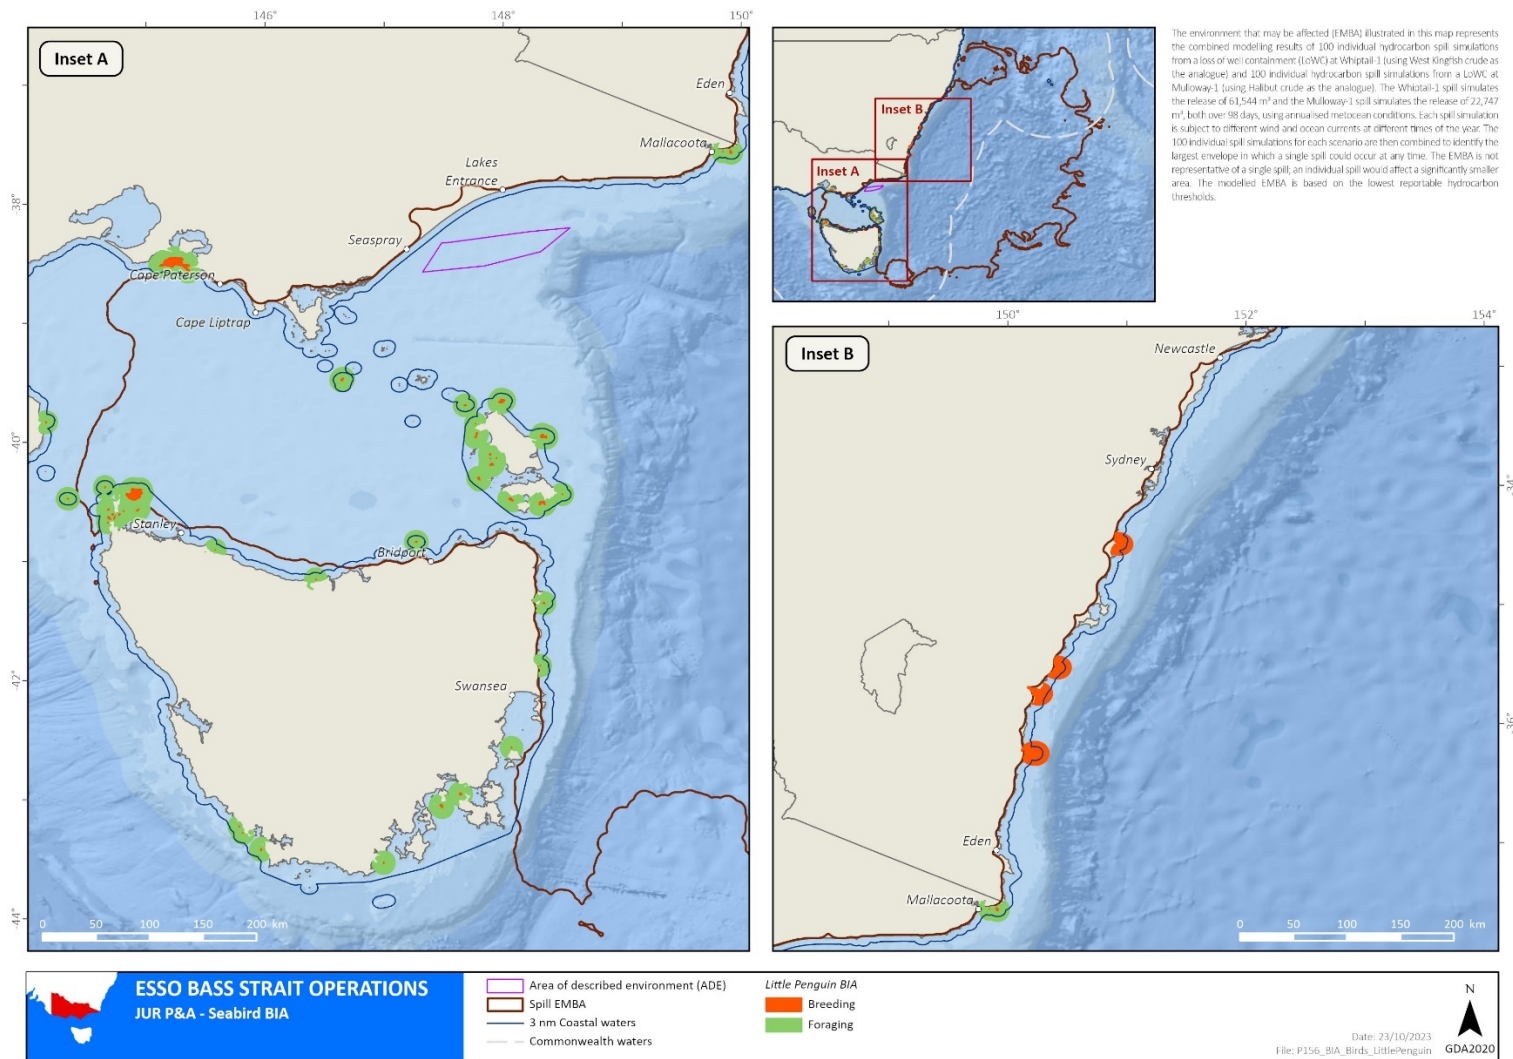 146°
148°
150°
Inset A
Eden
Mallacoota
Lakes
Entrance
-38°
Seaspray
Cape Paterson
Cape Liptrap
-40°
Stanley
Bridport
-42°
Swansea
-44°
0 50 100 150 200 km
Inset B
Inset A
The environment that may be affected (EMBA) illustrated in this map represents
the combined modelling results of 100 individual hydrocarbon spill simulations
from a loss of well containment (LoWC) at Whiptail-1 (using West Kingfish crude as
the analogue) and 100 individual hydrocarbon spill simulations from a LoWC at
Mulloway-1 (using Halibut crude as the analogue). The Whiptail-1 spill simulates
the release of 61,544 m³ and the Mulloway-1 spill simulates the release of 22,747
m³, both over 98 days, using annualised metocean conditions. Each spill simulation
is subject to different wind and ocean currents at different times of the year. The
100 individual spill simulations for each scenario are then combined to identify the
largest envelope in which a single spill could occur at any time. The EMBA is not
representative of a single spill; an individual spill would affect a significantly smaller
area. The modelled EMBA is based on the lowest reportable hydrocarbon
thresholds.
150°
152°
154°
Inset B
Newcastle
Sydney
-34°
-36°
Eden
Mallacoota
0 50 100 150 200 km
ESSO BASS STRAIT OPERATIONS
JUR P&A - Seabird BIA
Area of described environment (ADE)
Spill EMBA
3 nm Coastal waters
Commonwealth waters
Little Penguin BIA
Breeding
Foraging
N
GDA2020
Date: 23/10/2023
File: P156_BIA_Birds_LittlePenguin